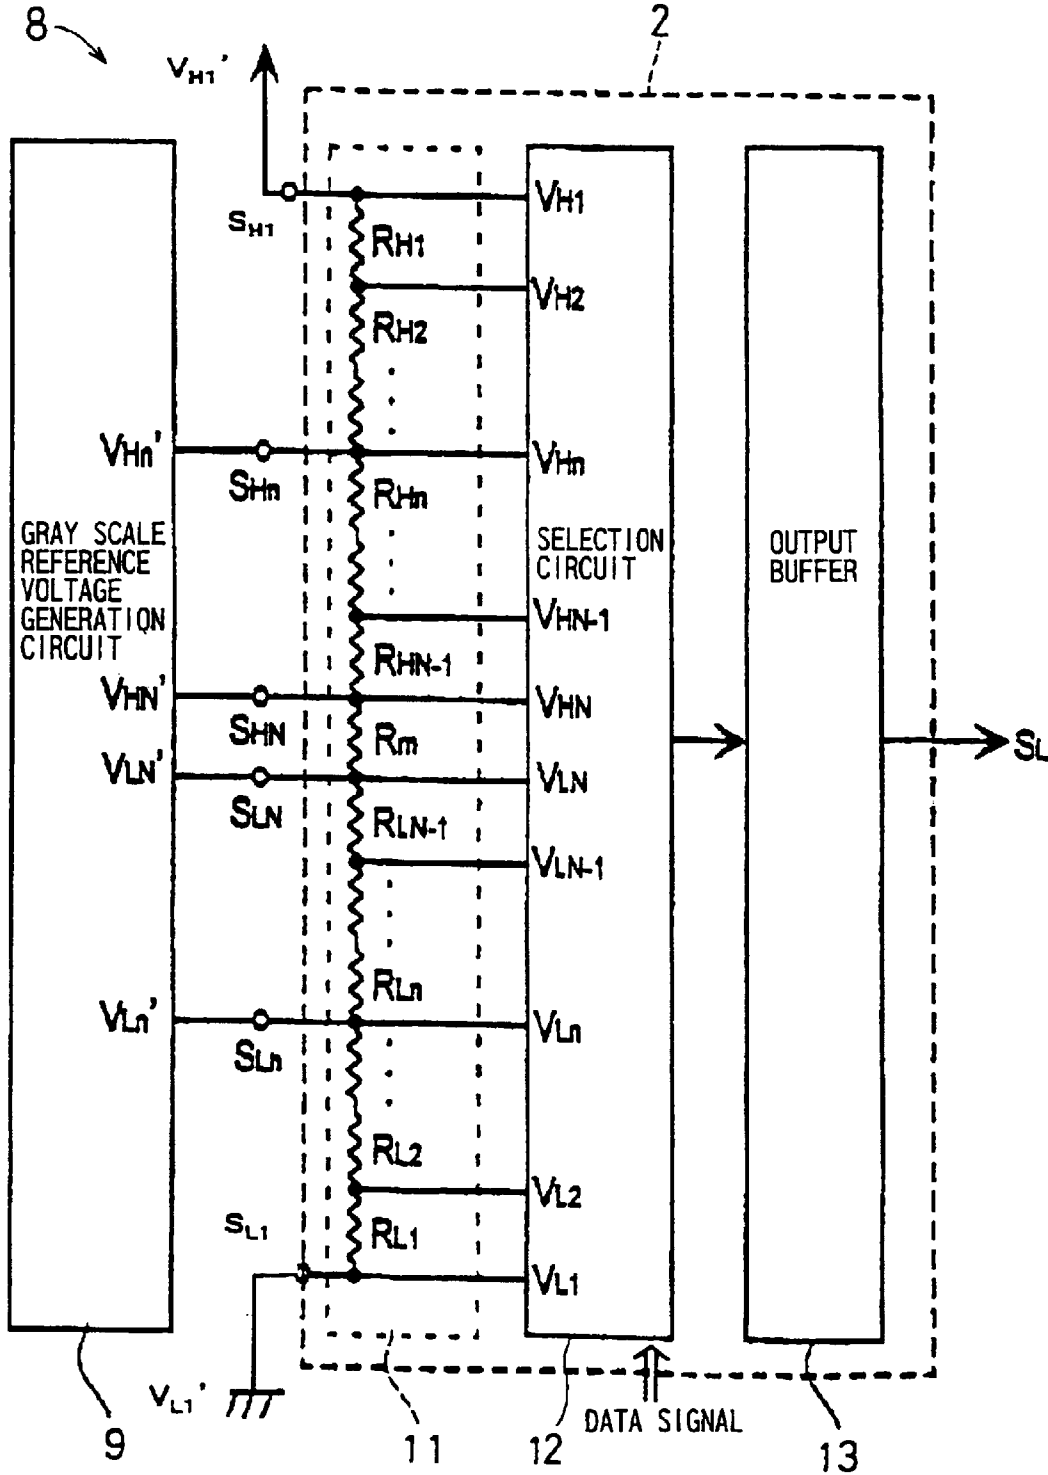 8
2
VH1'
SH1
VH1
RH1
VH2
RH2
VHn'
SHn
VHn
RHn
GRAY SCALE
REFERENCE
VOLTAGE
GENERATION
CIRCUIT
SELECTION
CIRCUIT
OUTPUT
BUFFER
VHN-1
RHN-1
VHN'
SHN
VHN
Rm
SL
VLN'
SLN
VLN
RLN-1
VLN-1
RLn
VLn'
SLn
VLn
RL2
VL2
SL1
RL1
VL1
VL1'
DATA SIGNAL
9
11
12
13